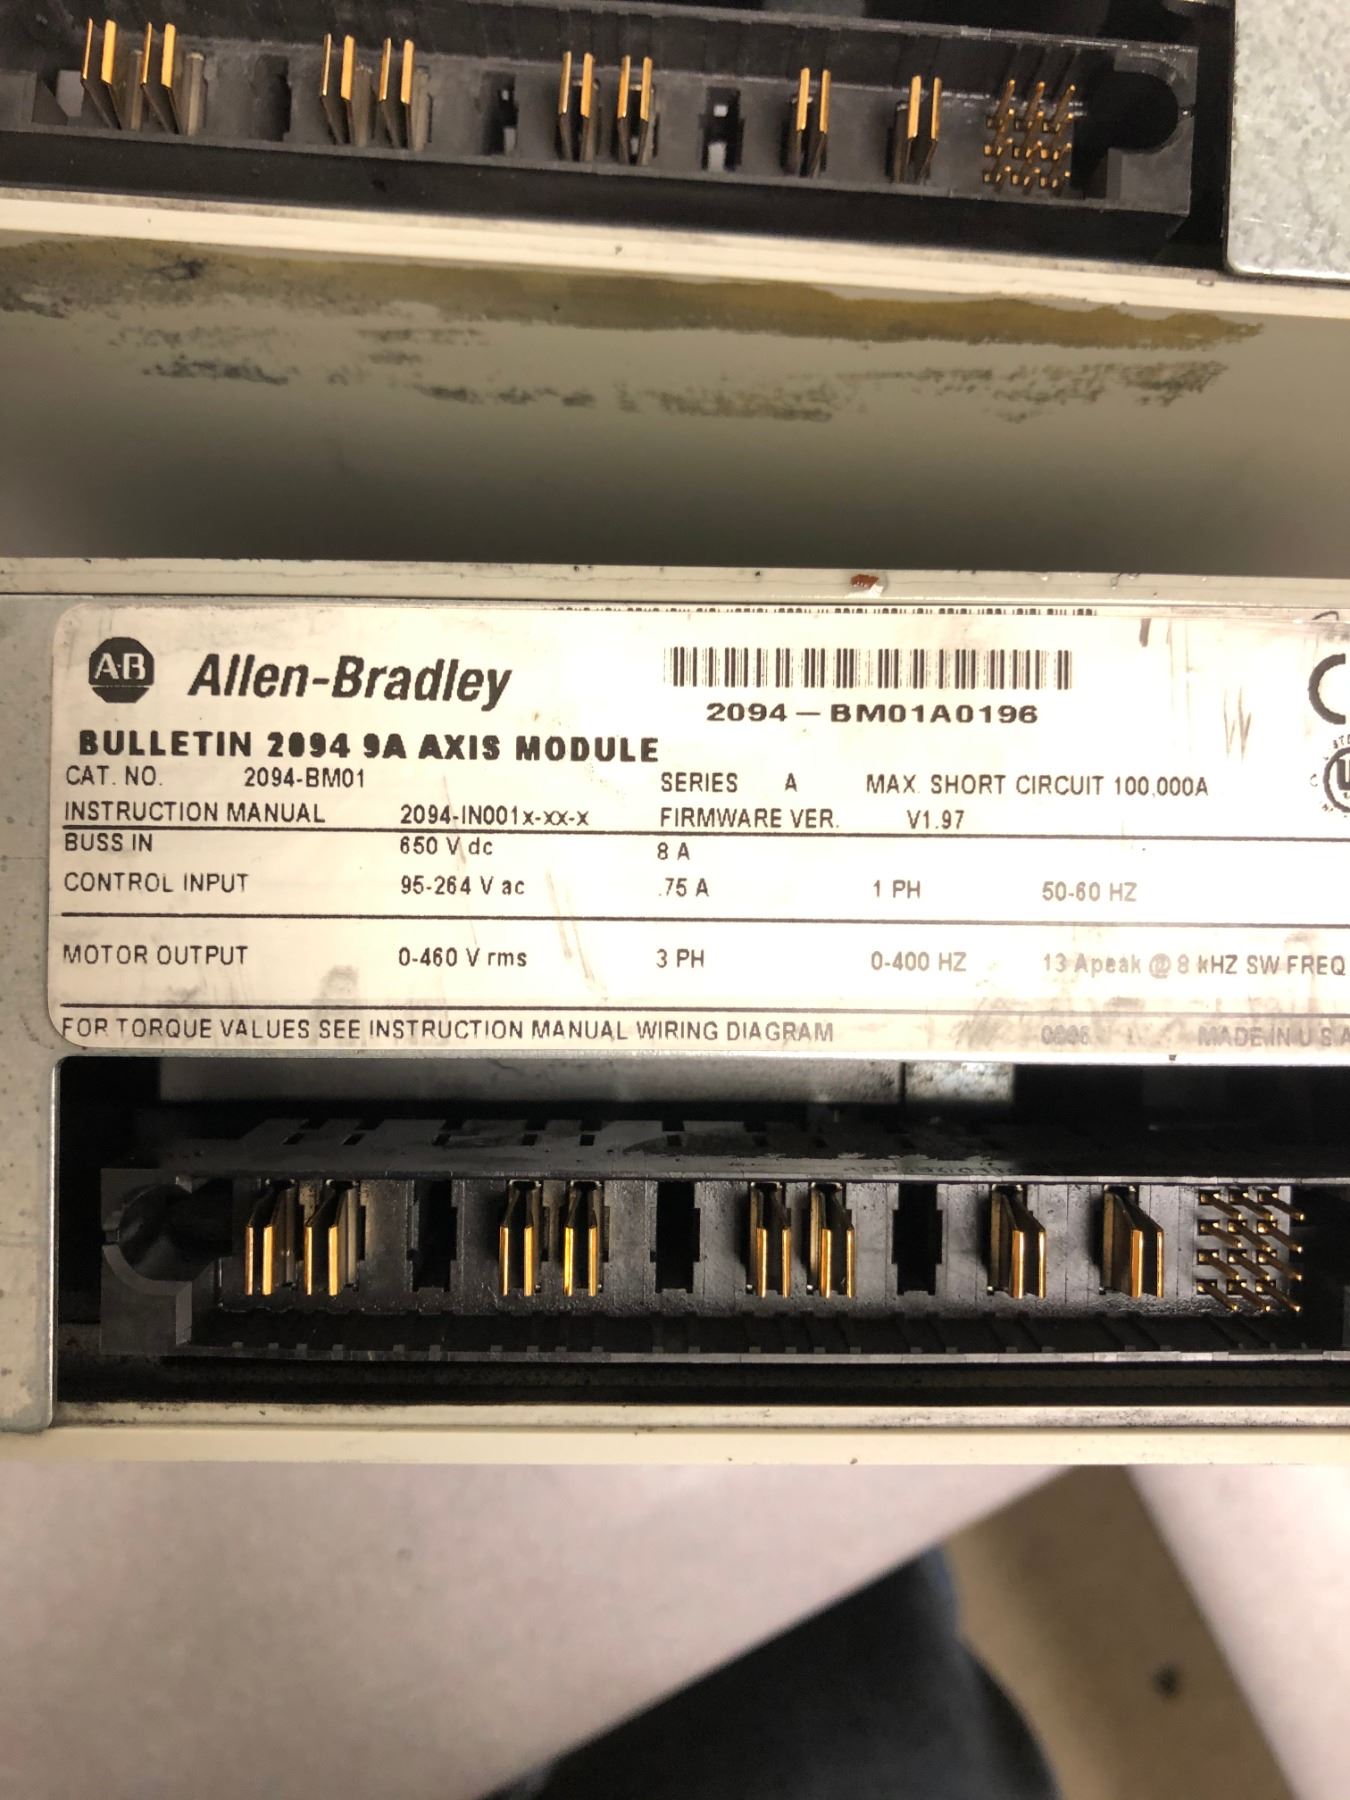 A-B Allen-Bradley
2094-BM01A0196
BULLETIN 2094 9A AXIS MODULE
CAT. NO. 2094-BM01 SERIES A MAX. SHORT CIRCUIT 100,000A
INSTRUCTION MANUAL 2094-IN001x-xx-x FIRMWARE VER. V1.97
BUSS IN 650 V dc 8 A
CONTROL INPUT 95-264 V ac .75 A 1 PH 50-60 HZ
MOTOR OUTPUT 0-460 V rms 3 PH 0-400 HZ 13 Apeak @ 8 kHZ SW FREQ
FOR TORQUE VALUES SEE INSTRUCTION MANUAL WIRING DIAGRAM MADE IN U S A